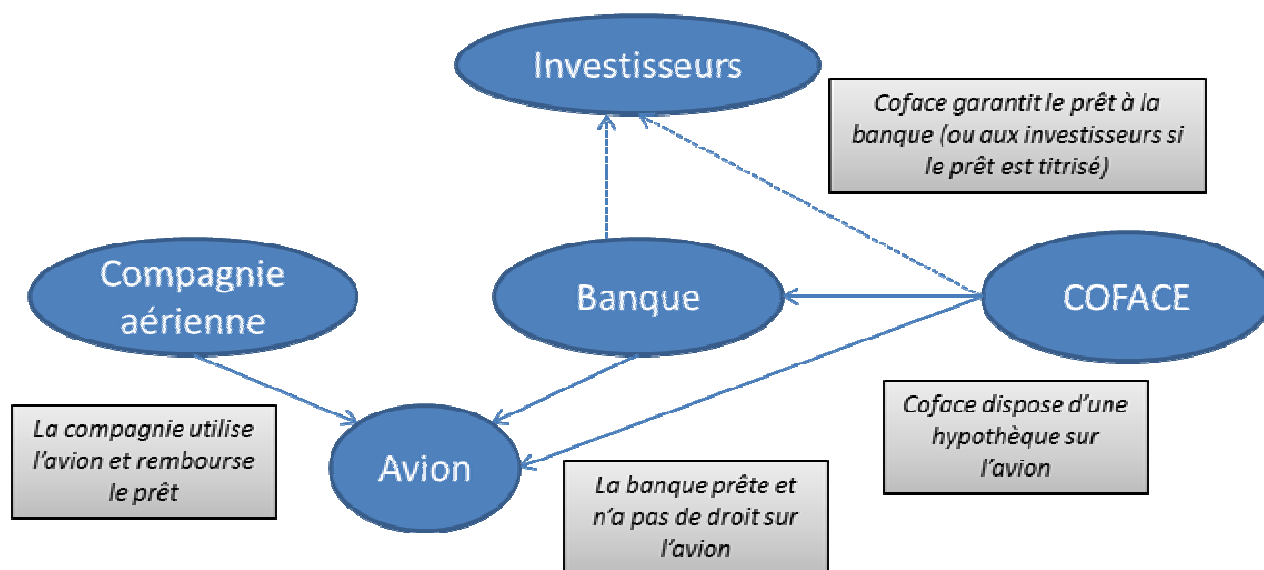 Investisseurs
Coface garantit le prêt à la
banque (ou aux investisseurs si
le prêt est titrisé)
Compagnie
aérienne
Banque
COFACE
La compagnie utilise
l'avion et rembourse
le prêt
Avion
La banque prête et
n'a pas de droit sur
l'avion
Coface dispose d'une
hypothèque sur
l'avion